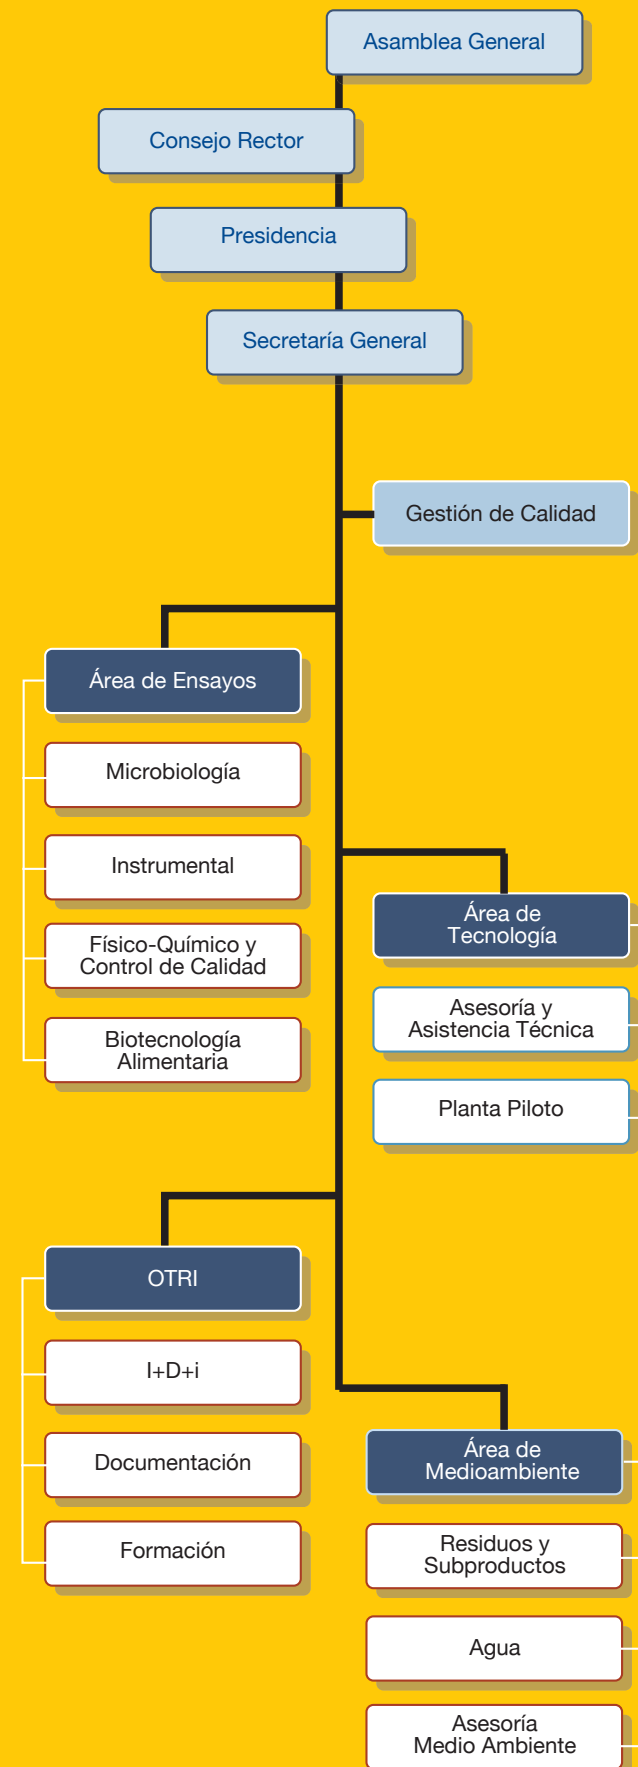 Asamblea General
Consejo Rector
Presidencia
Secretaría General
Gestión de Calidad
Área de Ensayos
Microbiología
Instrumental
Físico-Químico y
Control de Calidad
Biotecnología
Alimentaria
Área de
Tecnología
Asesoría y
Asistencia Técnica
Planta Piloto
OTRI
I+D+i
Documentación
Formación
Área de
Medioambiente
Residuos y
Subproductos
Agua
Asesoría
Medio Ambiente